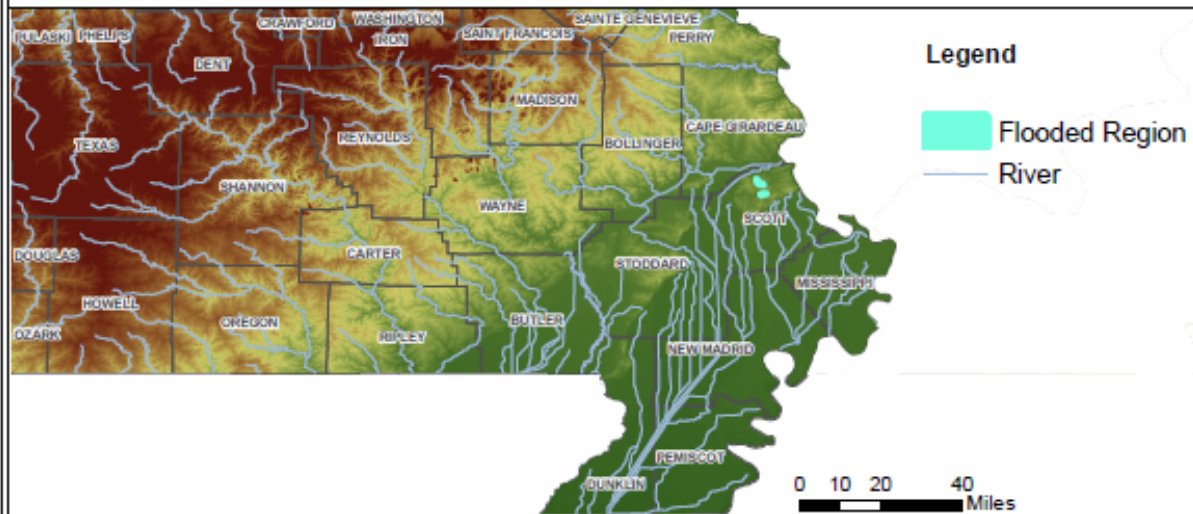 CRAWFORD
WASHINGTON
SAINTE GENEVIEVE
PULASKI
PHELPS
IRON
SAINT FRANCOIS
PERRY
DENT
MADISON
CAPE GIRARDEAU
TEXAS
REYNOLDS
BOLLINGER
SHANNON
WAYNE
SCOTT
DOUGLAS
CARTER
STODDARD
MISSISSIPPI
HOWELL
OZARK
OREGON
RIPLEY
BUTLER
NEW MADRID
PEMISCOT
DUNKLIN
Legend
Flooded Region
River
0 10 20 40
Miles